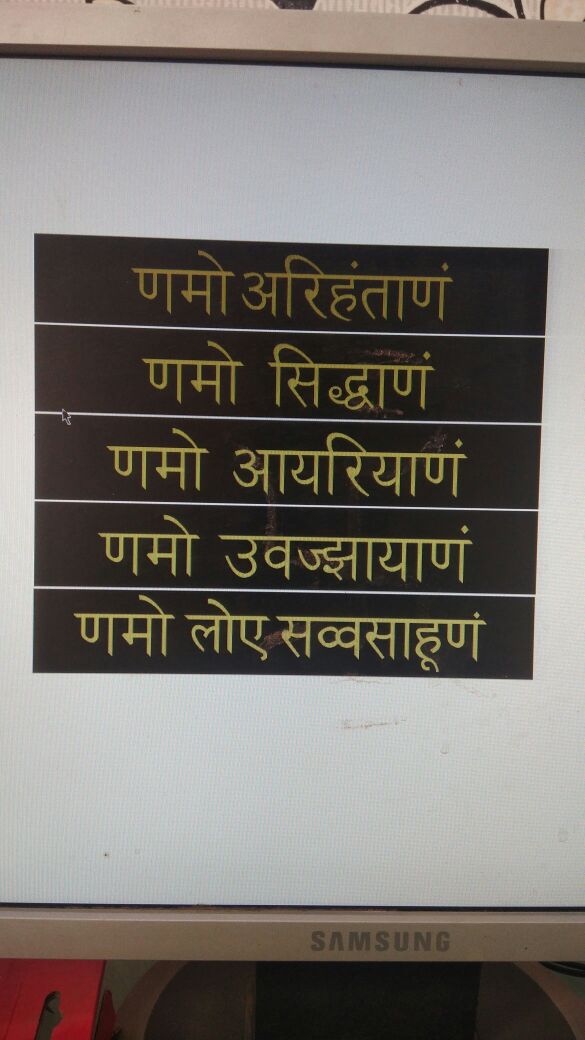 णमो अरिहंताणं
णमो सिद्धाणं
णमो आयरियाणं
णमो उवज्झायाणं
णमो लोए सव्वसाहूणं
SAMSUNG